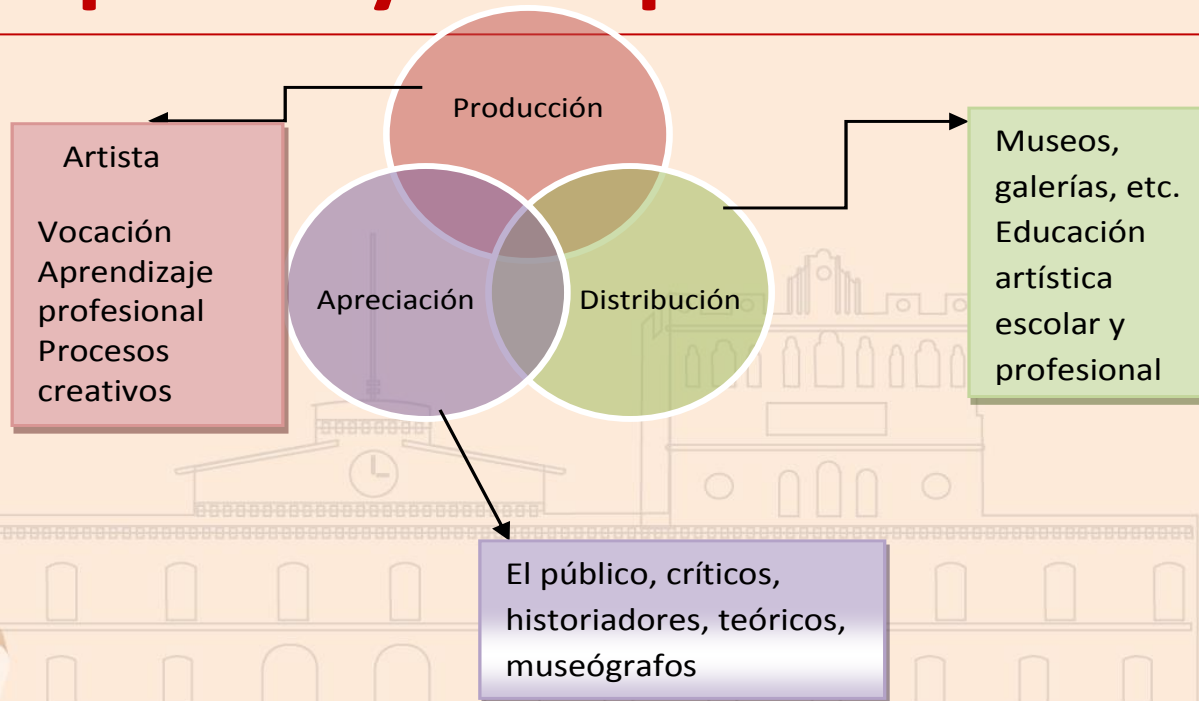 Producción
Artista
Vocación
Aprendizaje
profesional
Procesos
creativos
Apreciación
Distribución
Museos,
galerías, etc.
Educación
artística
escolar y
profesional
El público, críticos,
historiadores, teóricos,
museógrafos